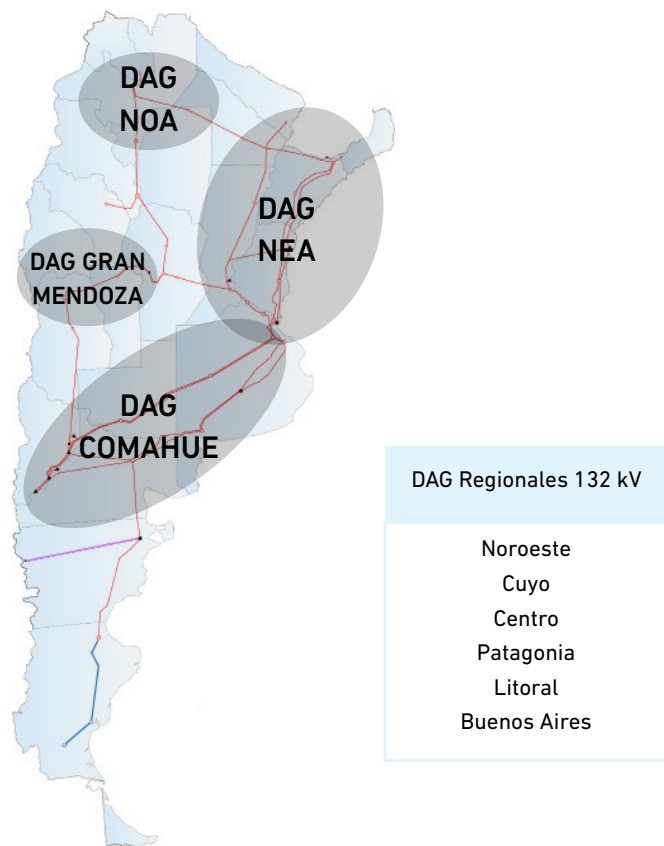 DAG
NOA
DAG
NEA
DAG GRAN
MENDOZA
DAG
COMAHUE
DAG Regionales 132 kV
Noroeste
Cuyo
Centro
Patagonia
Litoral
Buenos Aires